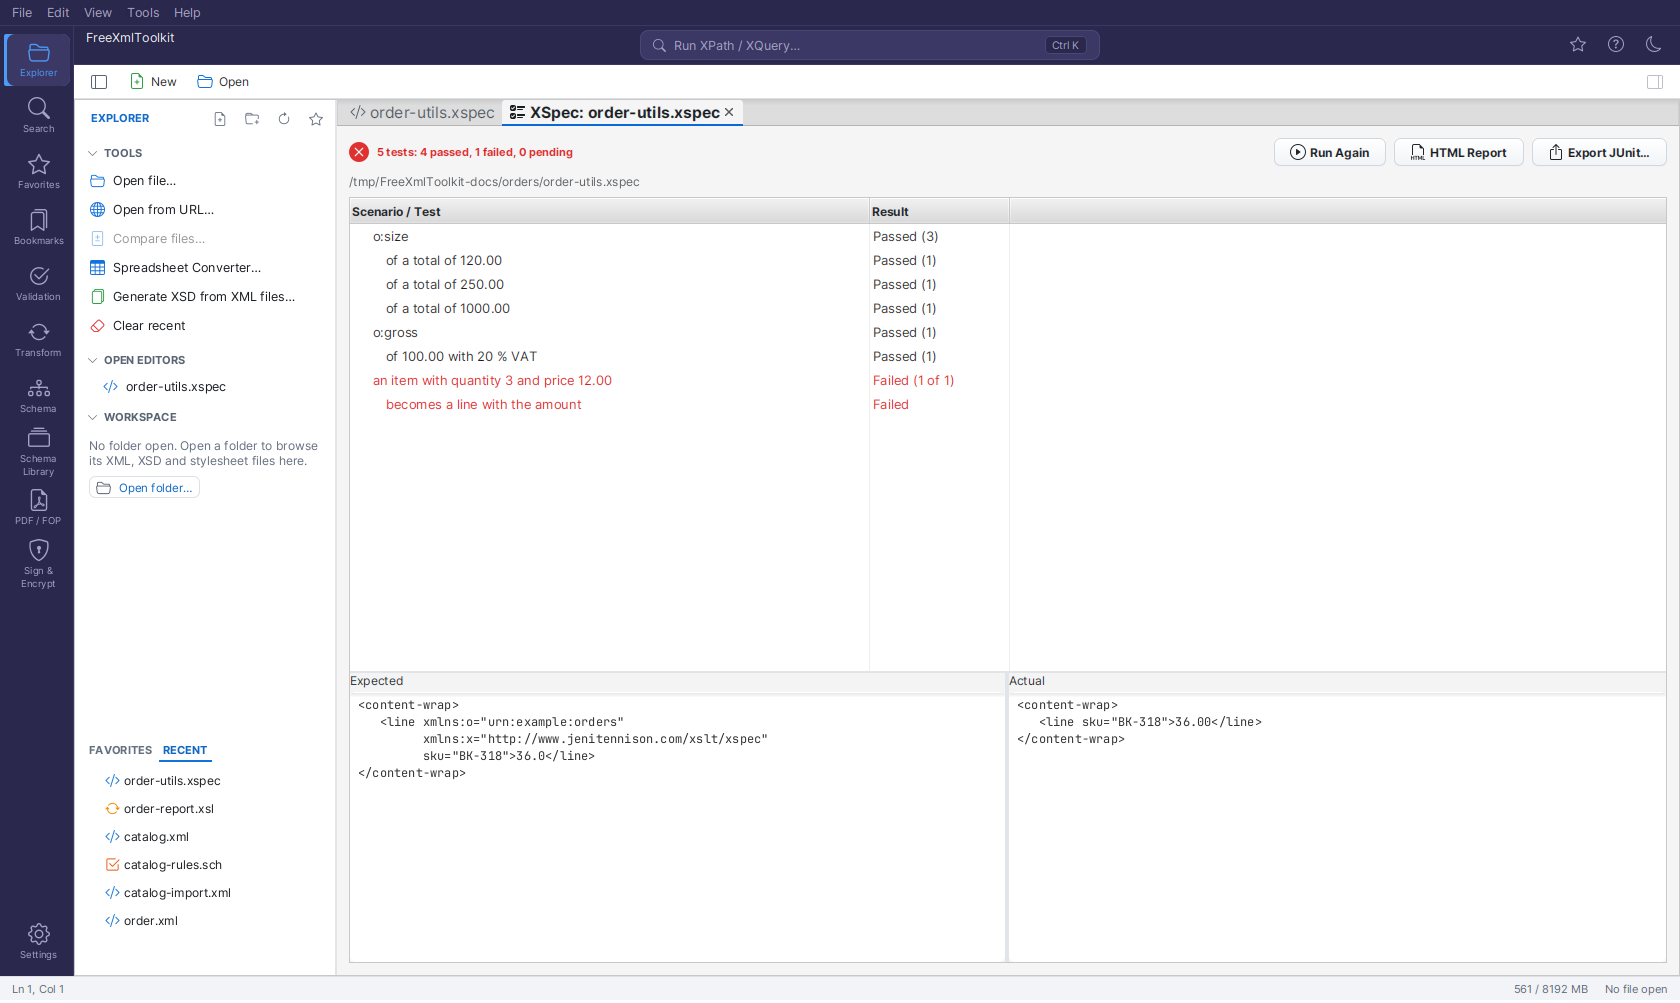 File Edit View Tools Help
FreeXmlToolkit
Run XPath / XQuery... Ctrl K
Explorer
Search
Favorites
Bookmarks
Validation
Transform
Schema
Schema
Library
PDF / FOP
Sign &
Encrypt
Settings
New Open
EXPLORER
TOOLS
Open file...
Open from URL...
Compare files...
Spreadsheet Converter...
Generate XSD from XML files...
Clear recent
OPEN EDITORS
order-utils.xspec
WORKSPACE
No folder open. Open a folder to browse
its XML, XSD and stylesheet files here.
Open folder...
FAVORITES RECENT
order-utils.xspec
order-report.xsl
catalog.xml
catalog-rules.sch
catalog-import.xml
order.xml
order-utils.xspec XSpec: order-utils.xspec
5 tests: 4 passed, 1 failed, 0 pending
Run Again HTML Report Export JUnit...
/tmp/FreeXmlToolkit-docs/orders/order-utils.xspec
Scenario / Test Result
o:size Passed (3)
of a total of 120.00 Passed (1)
of a total of 250.00 Passed (1)
of a total of 1000.00 Passed (1)
o:gross Passed (1)
of 100.00 with 20 % VAT Passed (1)
an item with quantity 3 and price 12.00 Failed (1 of 1)
becomes a line with the amount Failed
Expected
<content-wrap>
<line xmlns:o="urn:example:orders"
xmlns:x="http://www.jenitennison.com/xslt/xspec"
sku="BK-318">36.0</line>
</content-wrap>
Actual
<content-wrap>
<line sku="BK-318">36.00</line>
</content-wrap>
Ln 1, Col 1 561 / 8192 MB No file open